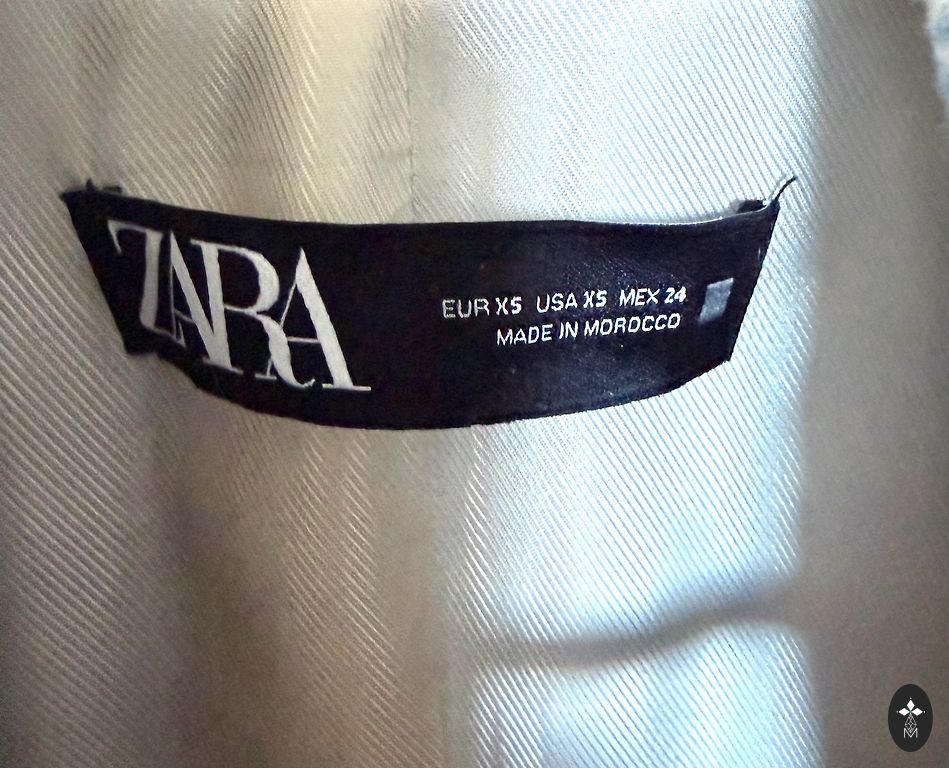 ZARA
EUR XS USA XS MEX 24
MADE IN MOROCCO
M